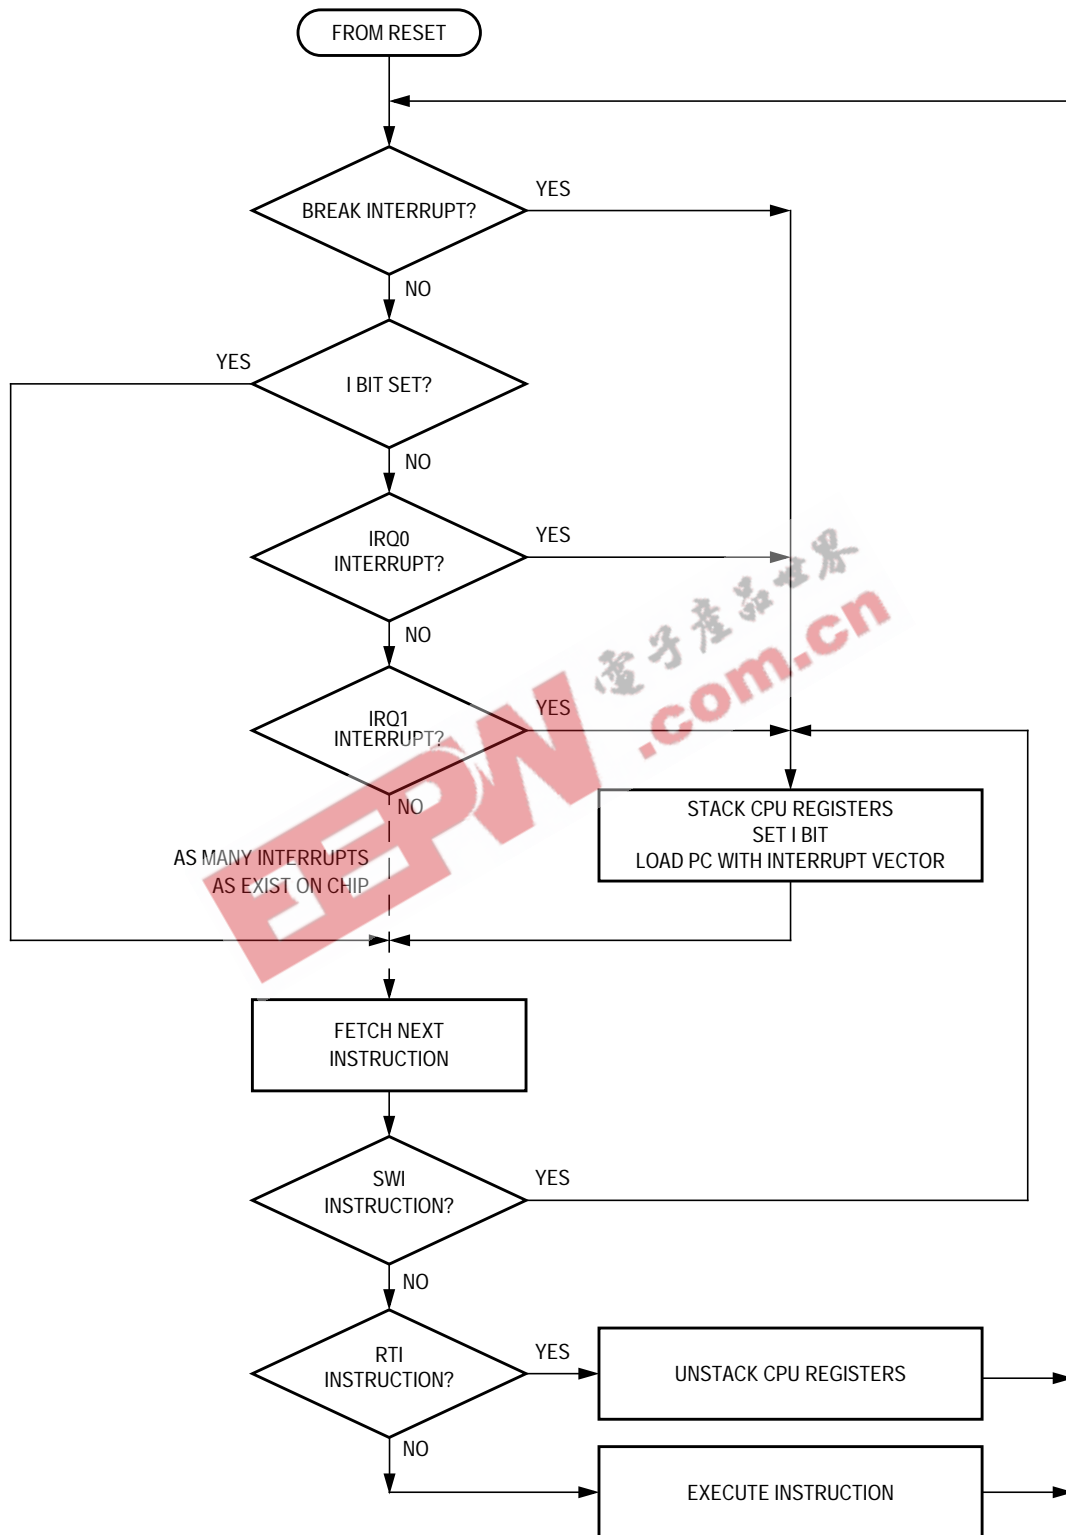 FROM RESET
BREAK INTERRUPT?
YES
NO
YES
I BIT SET?
NO
IRQ0
INTERRUPT?
YES
NO
IRQ1
INTERRUPT?
YES
NO
STACK CPU REGISTERS
SET I BIT
LOAD PC WITH INTERRUPT VECTOR
AS MANY INTERRUPTS
AS EXIST ON CHIP
EEPW
電子產品世界
.com.cn
FETCH NEXT
INSTRUCTION
SWI
INSTRUCTION?
YES
NO
RTI
INSTRUCTION?
YES
UNSTACK CPU REGISTERS
NO
EXECUTE INSTRUCTION